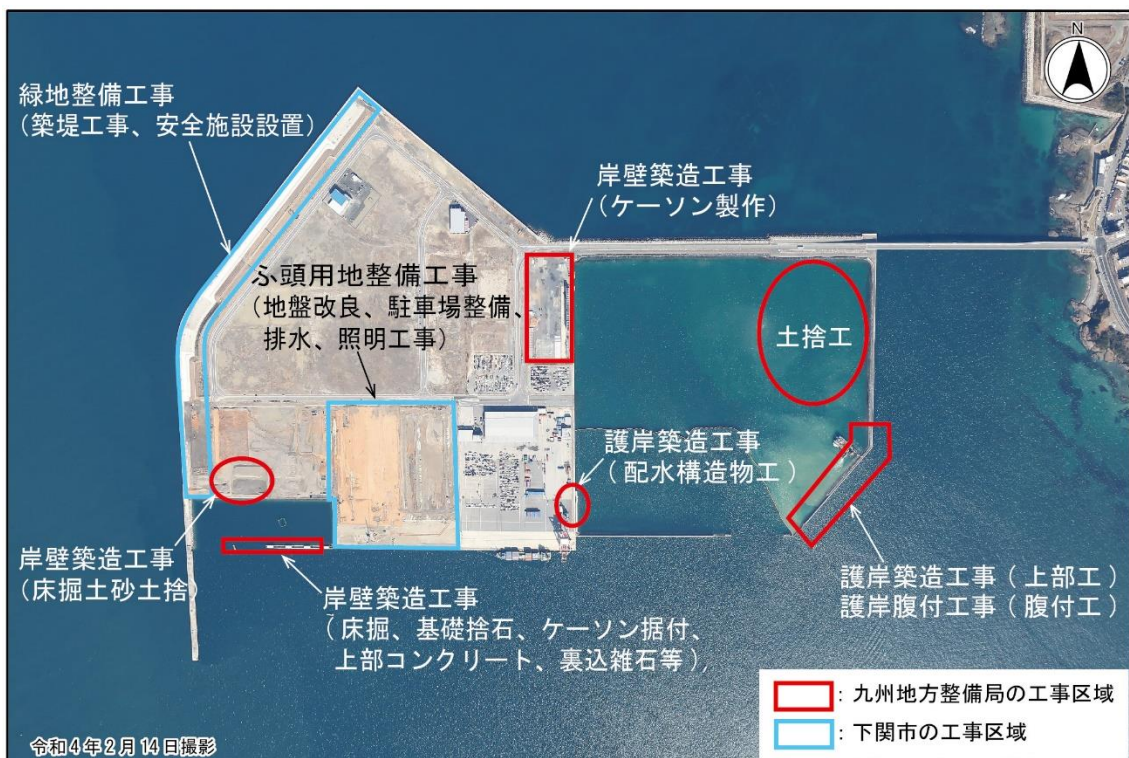 N
緑地整備工事
(築堤工事、安全施設設置)
岸壁築造工事
(ケーソン製作)
ふ頭用地整備工事
(地盤改良、駐車場整備、
排水、照明工事)
土捨工
護岸築造工事
(配水構造物工)
岸壁築造工事
(床掘土砂土捨)
岸壁築造工事
(床掘、基礎捨石、ケーソン据付、
上部コンクリート、裏込雑石等)
護岸築造工事(上部工)
護岸腹付工事(腹付工)
:九州地方整備局の工事区域
:下関市の工事区域
令和4年2月14日撮影